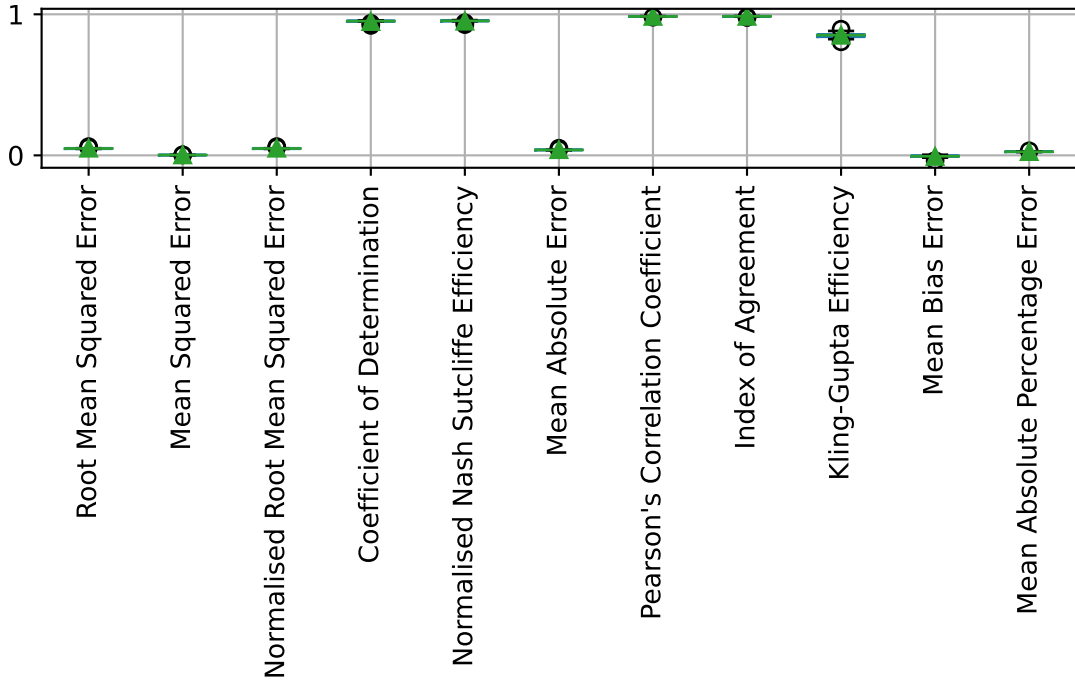 1
0
Root Mean Squared Error
Mean Squared Error
Normalised Root Mean Squared Error
Coefficient of Determination
Normalised Nash Sutcliffe Efficiency
Mean Absolute Error
Pearson's Correlation Coefficient
Index of Agreement
Kling-Gupta Efficiency
Mean Bias Error
Mean Absolute Percentage Error